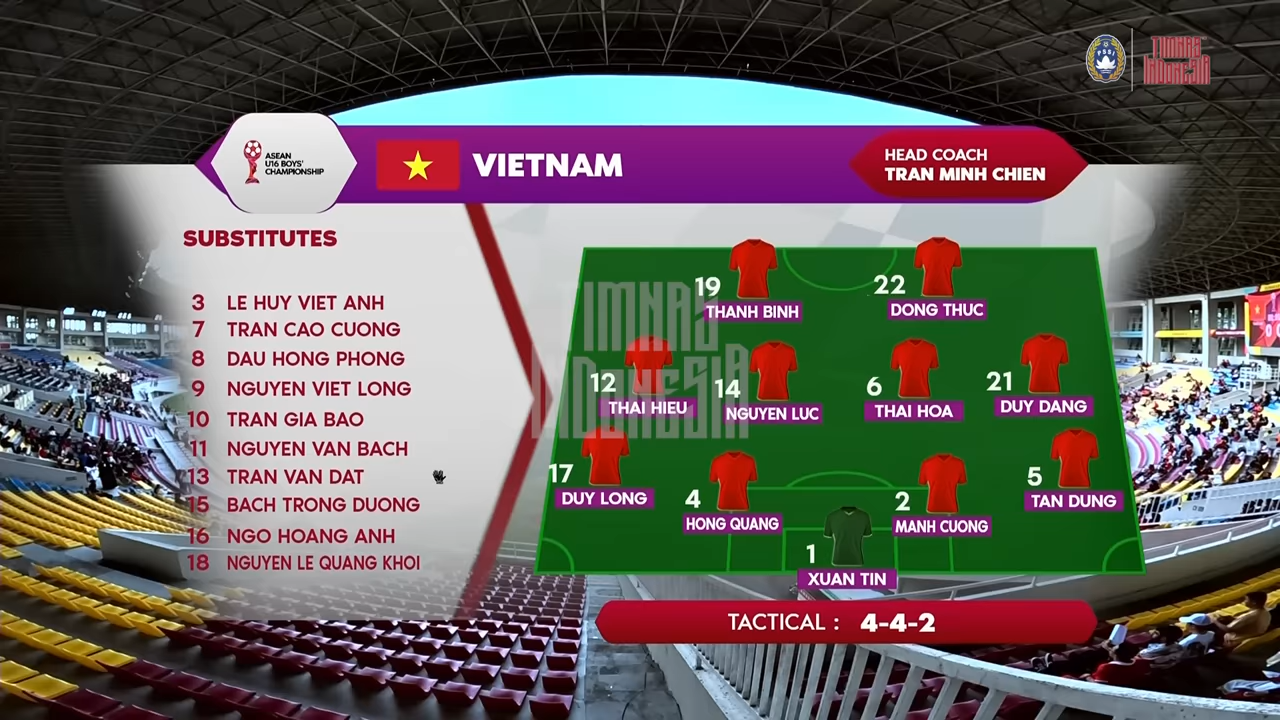 PSSI
TIMNAS
INDONESIA
ASEAN
U16 BOYS'
CHAMPIONSHIP
VIETNAM
HEAD COACH
TRAN MINH CHIEN
SUBSTITUTES
3 LE HUY VIET ANH
7 TRAN CAO CUONG
8 DAU HONG PHONG
9 NGUYEN VIET LONG
10 TRAN GIA BAO
11 NGUYEN VAN BACH
13 TRAN VAN DAT
15 BACH TRONG DUONG
16 NGO HOANG ANH
18 NGUYEN LE QUANG KHOI
19 THANH BINH
22 DONG THUC
TIMNAS
INDONESIA
12 THAI HIEU
14 NGUYEN LUC
6 THAI HOA
21 DUY DANG
17 DUY LONG
4 HONG QUANG
2 MANH CUONG
5 TAN DUNG
1 XUAN TIN
TACTICAL : 4-4-2